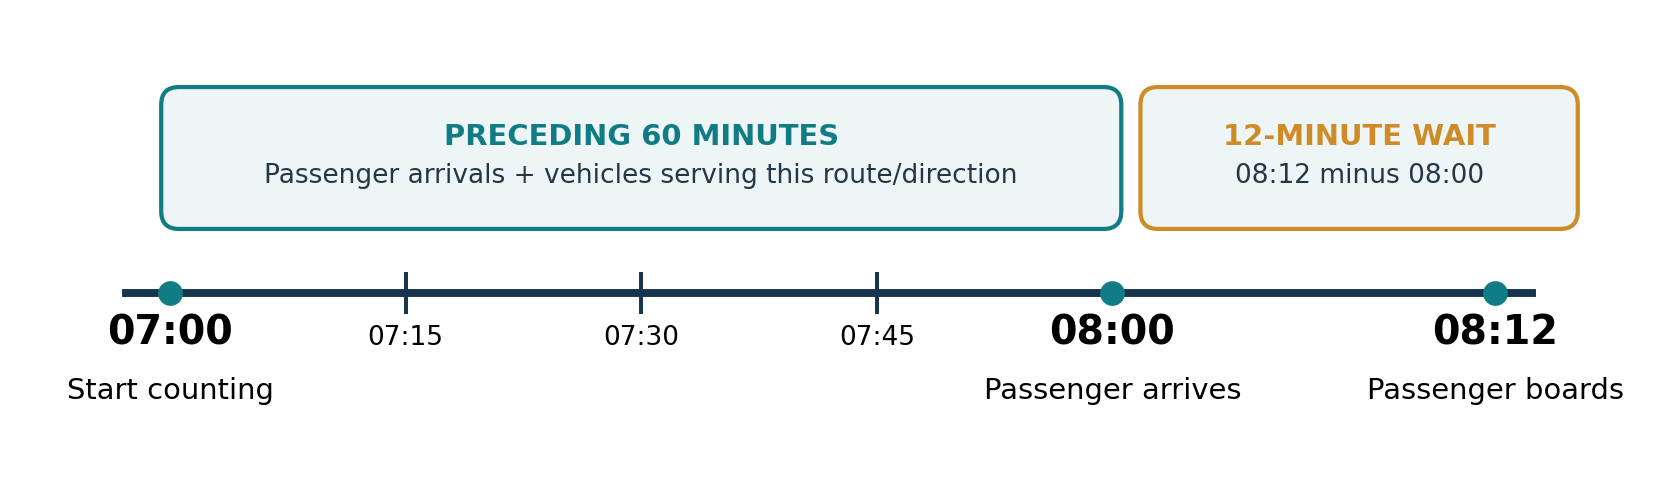 PRECEDING 60 MINUTES
Passenger arrivals + vehicles serving this route/direction
12-MINUTE WAIT
08:12 minus 08:00
07:00
07:15
07:30
07:45
08:00
08:12
Start counting
Passenger arrives
Passenger boards